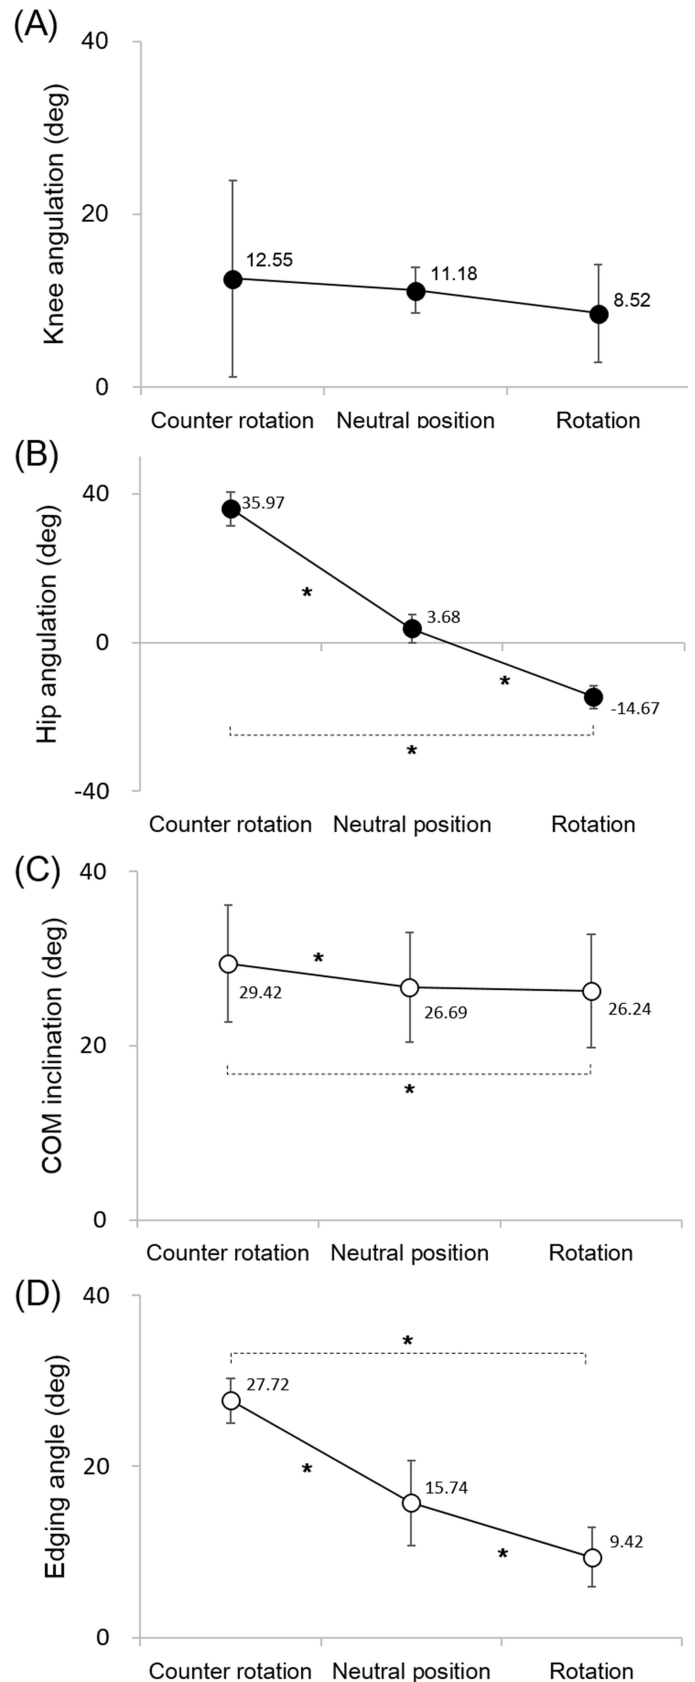 (A)
40
20
0
Knee angulation (deg)
12.55
11.18
8.52
Counter rotation Neutral position Rotation
(B)
40
0
-40
Hip angulation (deg)
35.97
*
3.68
*
-14.67
*
Counter rotation Neutral position Rotation
(C)
40
20
0
COM inclination (deg)
*
29.42
26.69
26.24
*
Counter rotation Neutral position Rotation
(D)
40
20
0
Edging angle (deg)
*
27.72
*
15.74
*
9.42
Counter rotation Neutral position Rotation